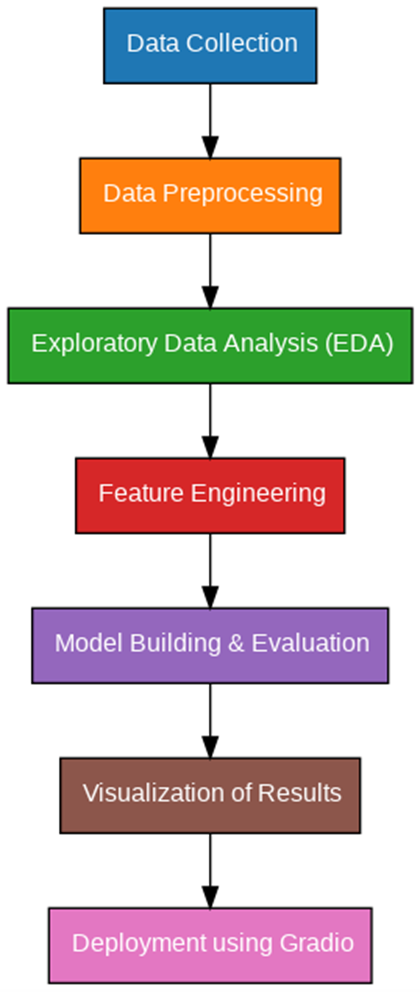 Data Collection
Data Preprocessing
Exploratory Data Analysis (EDA)
Feature Engineering
Model Building & Evaluation
Visualization of Results
Deployment using Gradio